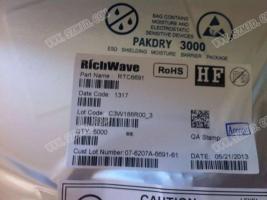 BAG CONTAINS
MOISTURE AND
ELECTROSTATIC
SENSITIVE
DEVICES
PAKDRY 3000
ESD SHIELDING MOISTURE BARRIER PACKAGE
RichWave
Part Name : RTC6691
RoHS
HF
Date Code : 1317
Lot Code: C3W188R00_3
QTY: 5000
QA Stamp
Cust Lot Number:07-6207A-6691-61
DATE: 05/21/2013
CAUTION